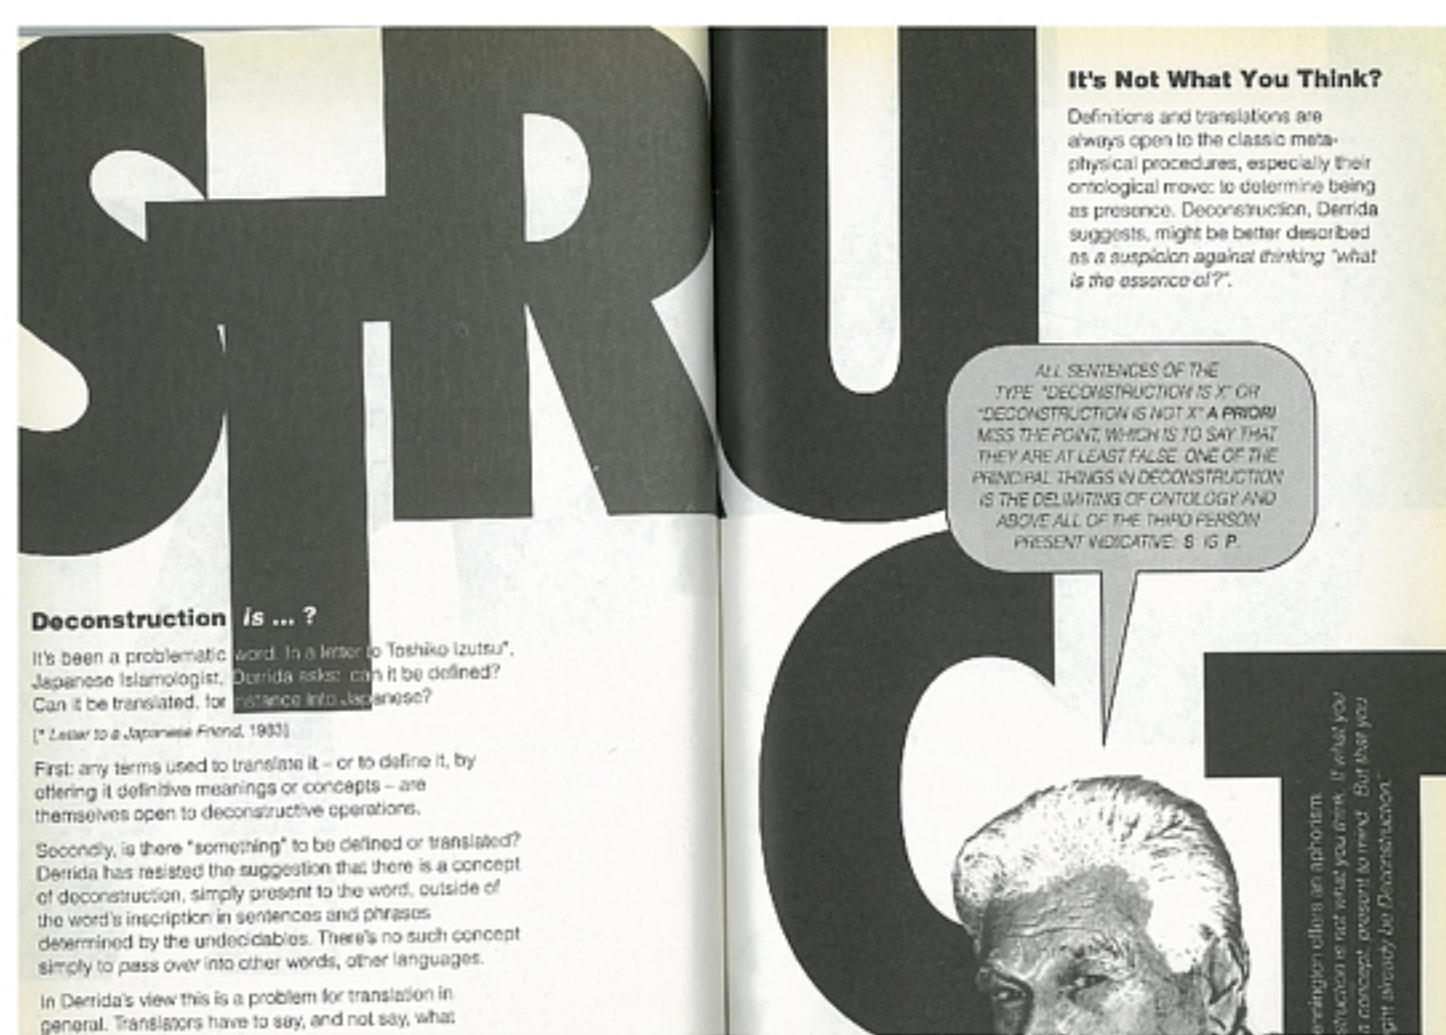 STRUCT
Deconstruction is ... ?
It's been a problematic word. In a letter to Toshiko Izutsu*,
Japanese Islamologist, Derrida asks: can it be defined?
Can it be translated, for instance into Japanese?
[* Letter to a Japanese Friend, 1983]
First: any terms used to translate it – or to define it, by
offering it definitive meanings or concepts – are
themselves open to deconstructive operations.
Secondly, is there "something" to be defined or translated?
Derrida has resisted the suggestion that there is a concept
of deconstruction, simply present to the word, outside of
the word's inscription in sentences and phrases
determined by the undecidables. There's no such concept
simply to pass over into other words, other languages.
In Derrida's view this is a problem for translation in
general. Translators have to say, and not say, what
It's Not What You Think?
Definitions and translations are
always open to the classic meta-
physical procedures, especially their
ontological move: to determine being
as presence. Deconstruction, Derrida
suggests, might be better described
as a suspicion against thinking "what
is the essence of?".
ALL SENTENCES OF THE
TYPE "DECONSTRUCTION IS X" OR
"DECONSTRUCTION IS NOT X" A PRIORI
MISS THE POINT, WHICH IS TO SAY THAT
THEY ARE AT LEAST FALSE. ONE OF THE
PRINCIPAL THINGS IN DECONSTRUCTION
IS THE DELIMITING OF ONTOLOGY AND
ABOVE ALL OF THE THIRD PERSON
PRESENT INDICATIVE: S IS P.
nnington offers an aphorism.
ruction is not what you think. If what you
concept, present to mind. But that you
ght already be Deconstruction."